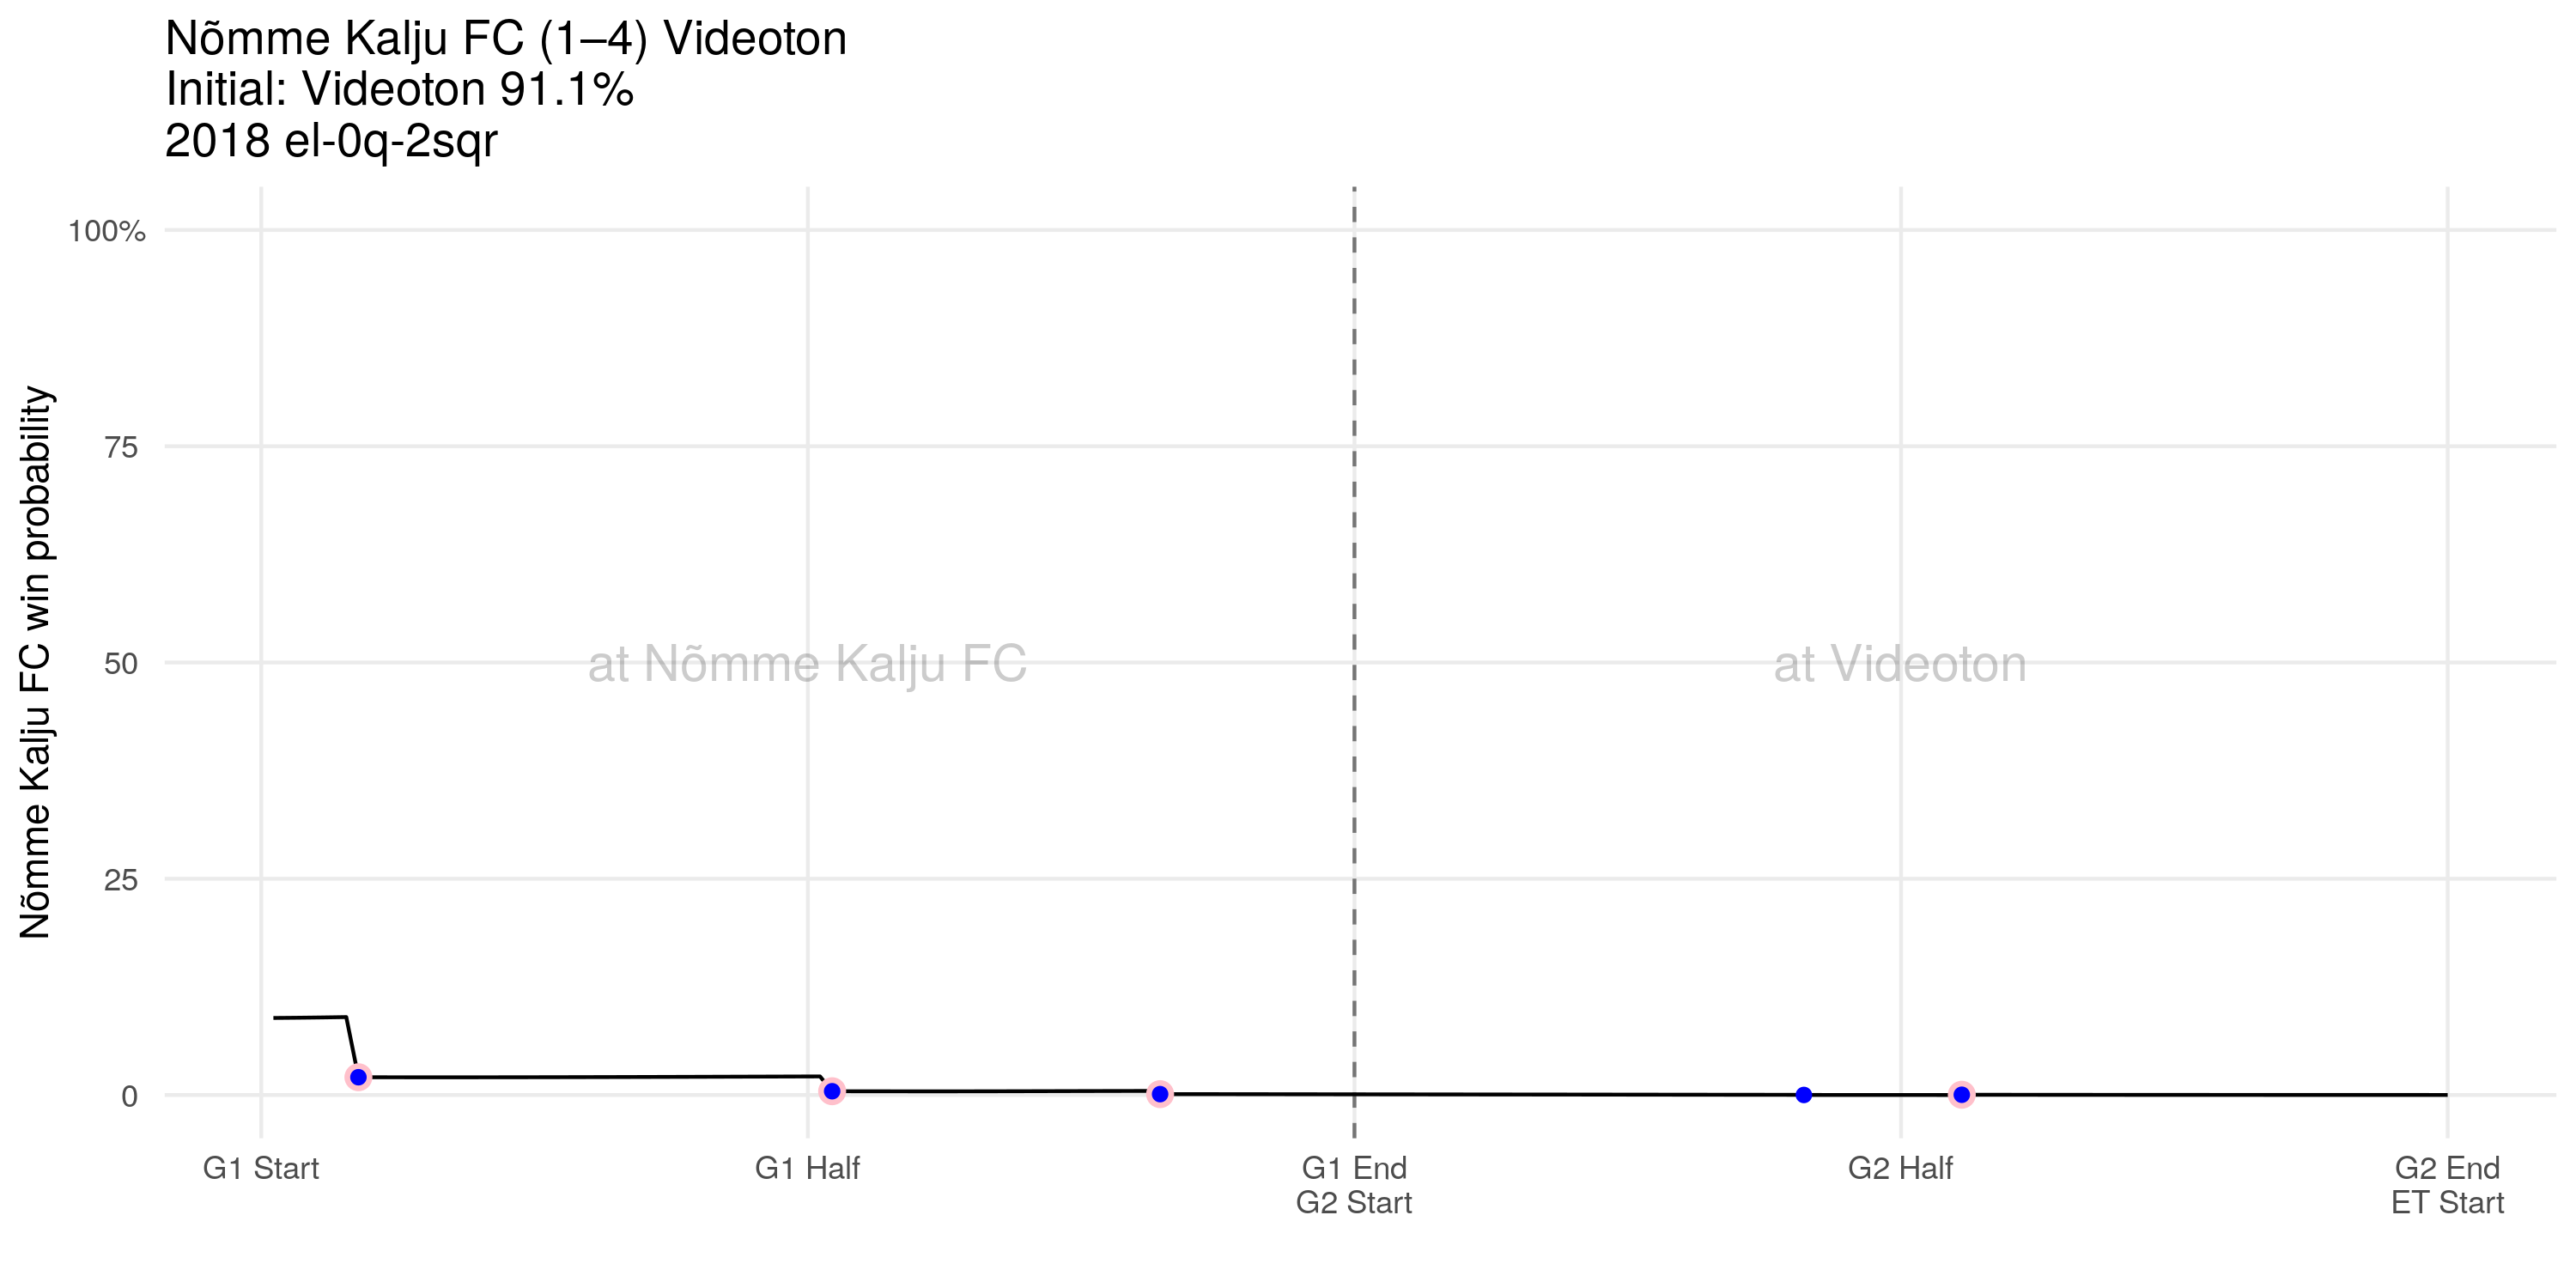 Nõmme Kalju FC (1–4) Videoton
Initial: Videoton 91.1%
2018 el-0q-2sqr
Nõmme Kalju FC win probability
100%
75
50
25
0
at Nõmme Kalju FC
at Videoton
G1 Start
G1 Half
G1 End
G2 Start
G2 Half
G2 End
ET Start